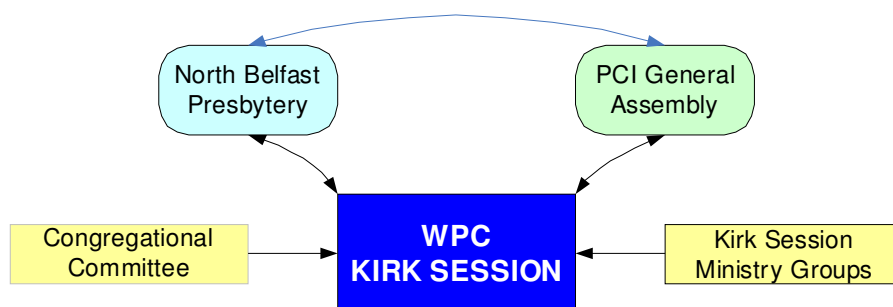 North Belfast
Presbytery
PCI General
Assembly
Congregational
Committee
WPC
KIRK SESSION
Kirk Session
Ministry Groups